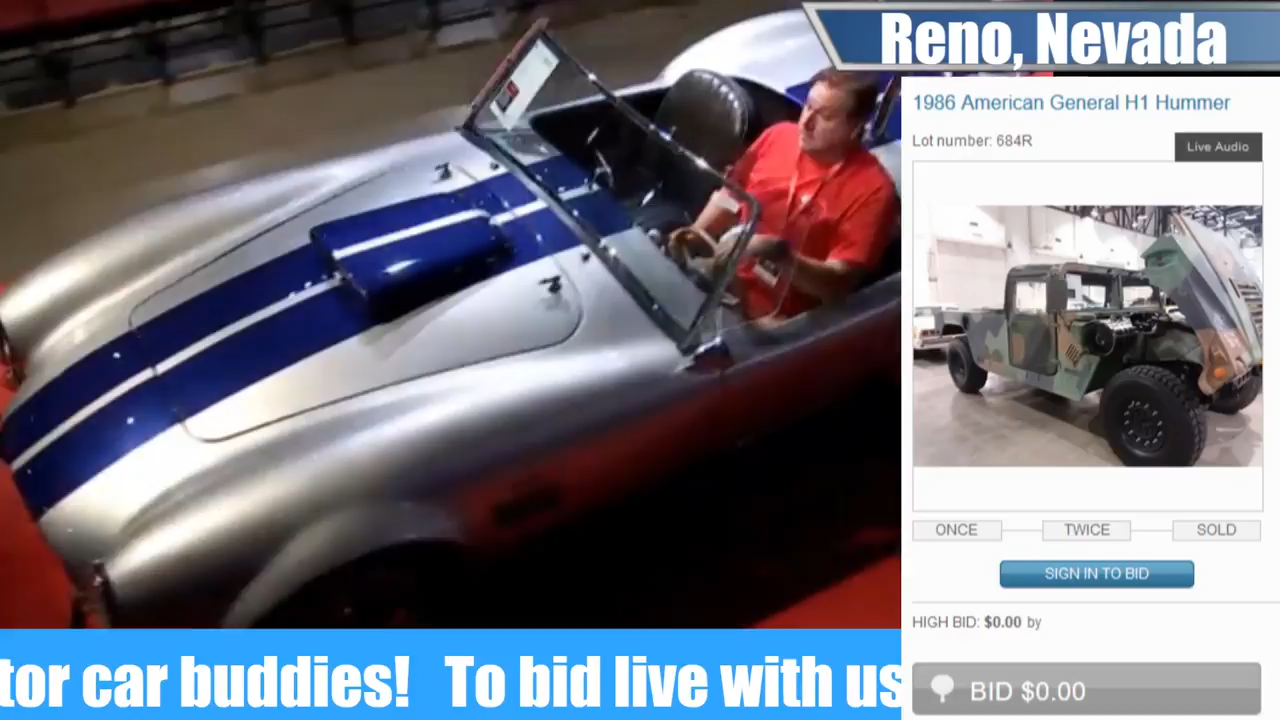 Reno, Nevada
1986 American General H1 Hummer
Lot number: 684R
Live Audio
ONCE
TWICE
SOLD
SIGN IN TO BID
HIGH BID: $0.00 by
BID $0.00
tor car buddies! To bid live with us